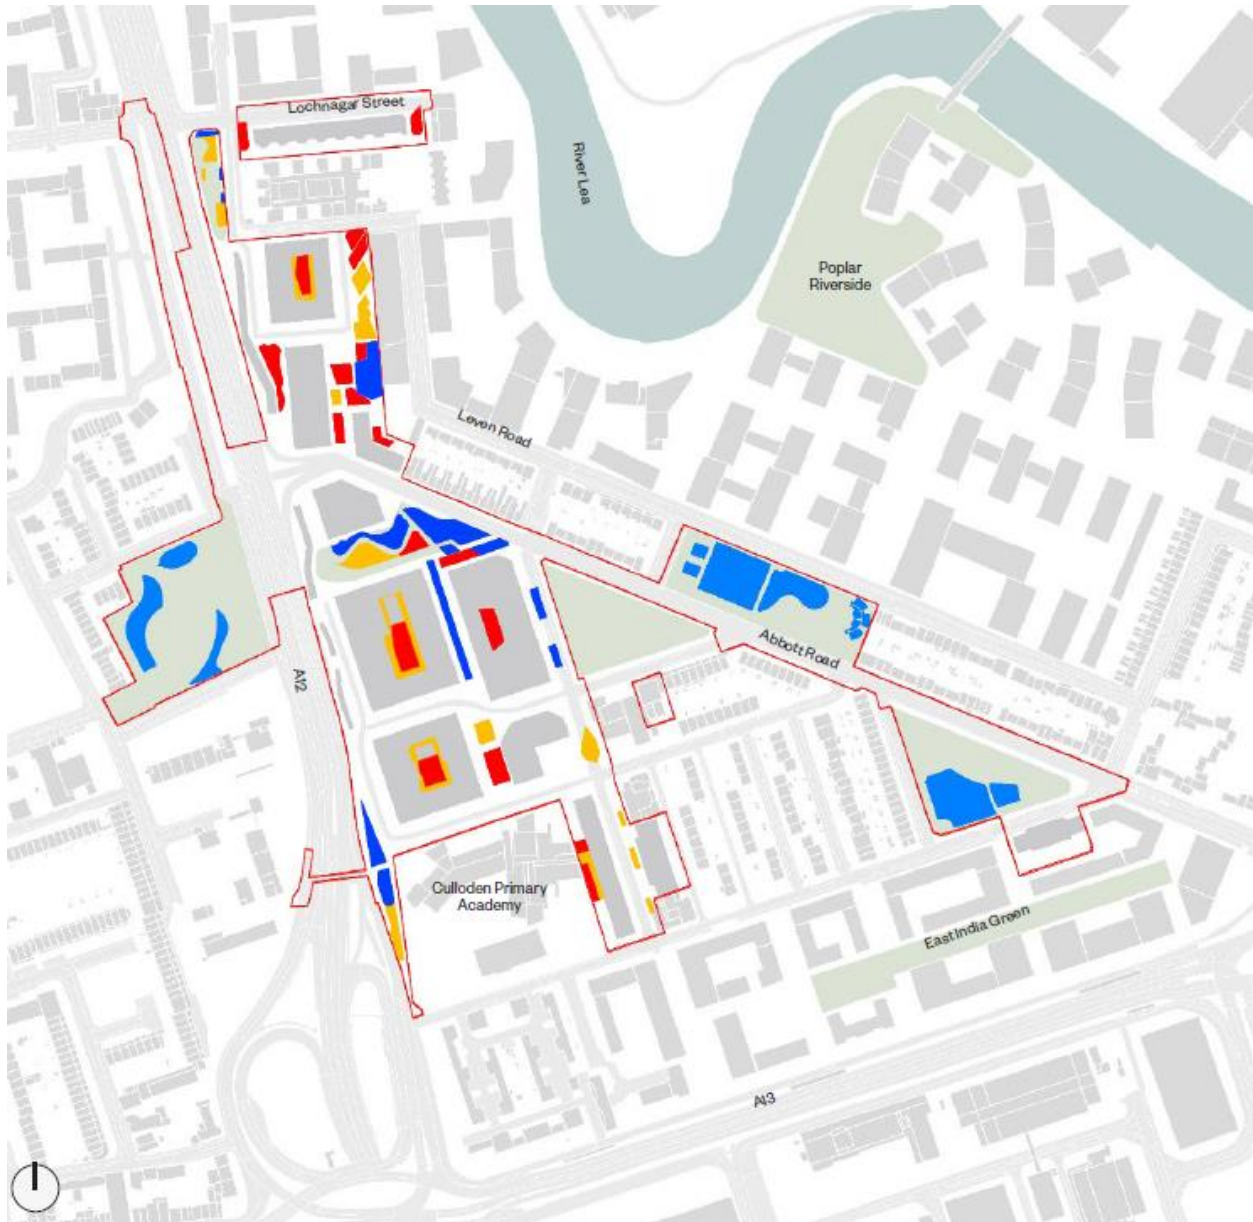 Lochnagar Street
River Lea
Poplar
Riverside
Leven Road
Abbott Road
A12
Culloden Primary
Academy
East India Green
A13